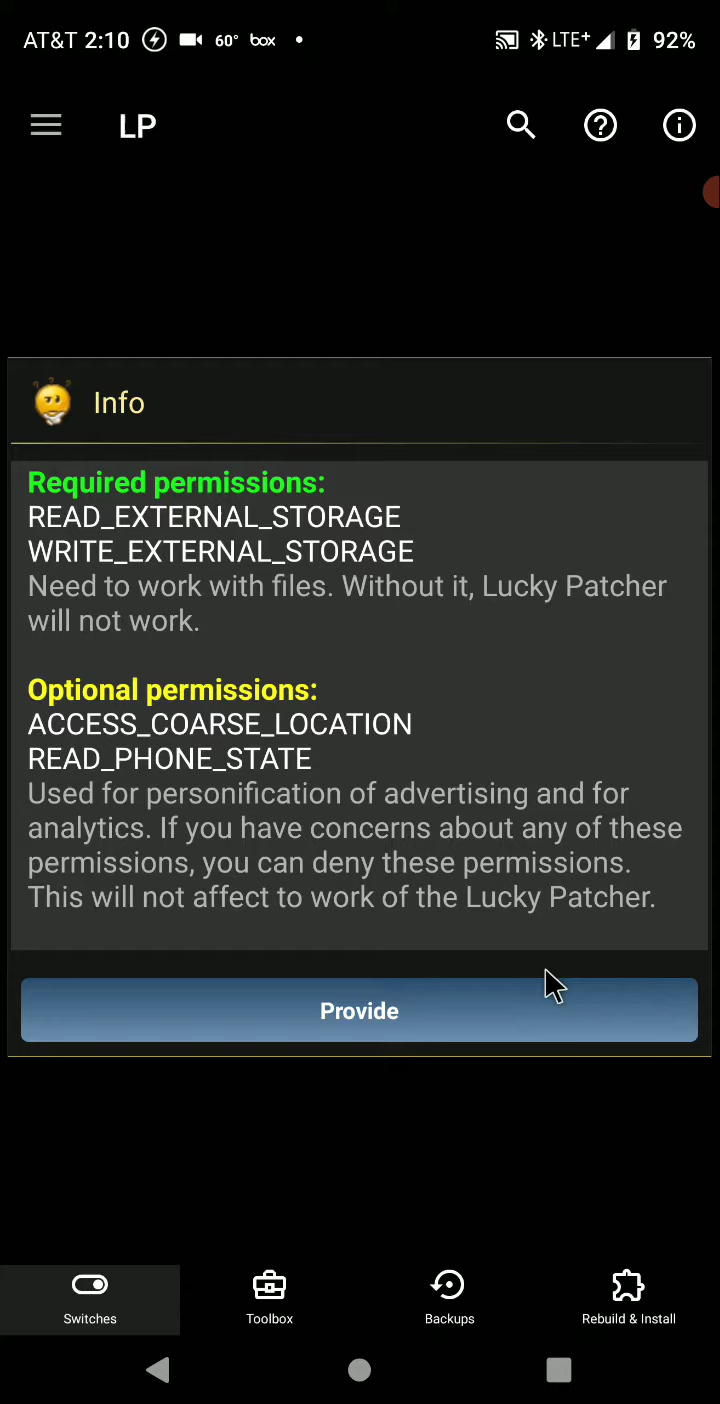 AT&T 2:10 60° box LTE+ 92%
LP
Info
Required permissions:
READ_EXTERNAL_STORAGE
WRITE_EXTERNAL_STORAGE
Need to work with files. Without it, Lucky Patcher
will not work.
Optional permissions:
ACCESS_COARSE_LOCATION
READ_PHONE_STATE
Used for personification of advertising and for
analytics. If you have concerns about any of these
permissions, you can deny these permissions.
This will not affect to work of the Lucky Patcher.
Provide
Switches Toolbox Backups Rebuild & Install